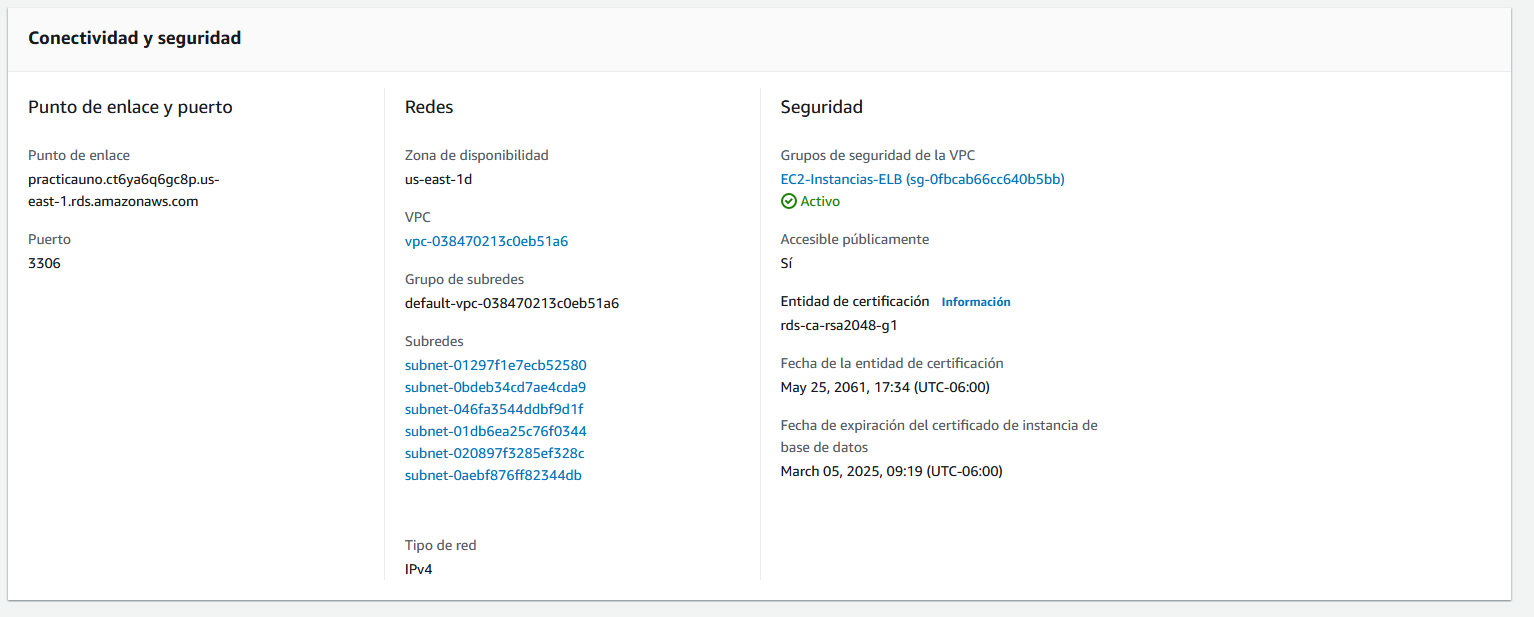 Conectividad y seguridad
Punto de enlace y puerto
Punto de enlace
practicauno.ct6ya6q6gc8p.us-
east-1.rds.amazonaws.com
Puerto
3306
Redes
Zona de disponibilidad
us-east-1d
VPC
vpc-038470213c0eb51a6
Grupo de subredes
default-vpc-038470213c0eb51a6
Subredes
subnet-01297f1e7ecb52580
subnet-0bdeb34cd7ae4cda9
subnet-046fa3544ddbf9d1f
subnet-01db6ea25c76f0344
subnet-020897f3285ef328c
subnet-0aebf876ff82344db
Tipo de red
IPv4
Seguridad
Grupos de seguridad de la VPC
EC2-Instancias-ELB (sg-0fbcab66cc640b5bb)
Activo
Accesible públicamente
Sí
Entidad de certificación Información
rds-ca-rsa2048-g1
Fecha de la entidad de certificación
May 25, 2061, 17:34 (UTC-06:00)
Fecha de expiración del certificado de instancia de
base de datos
March 05, 2025, 09:19 (UTC-06:00)